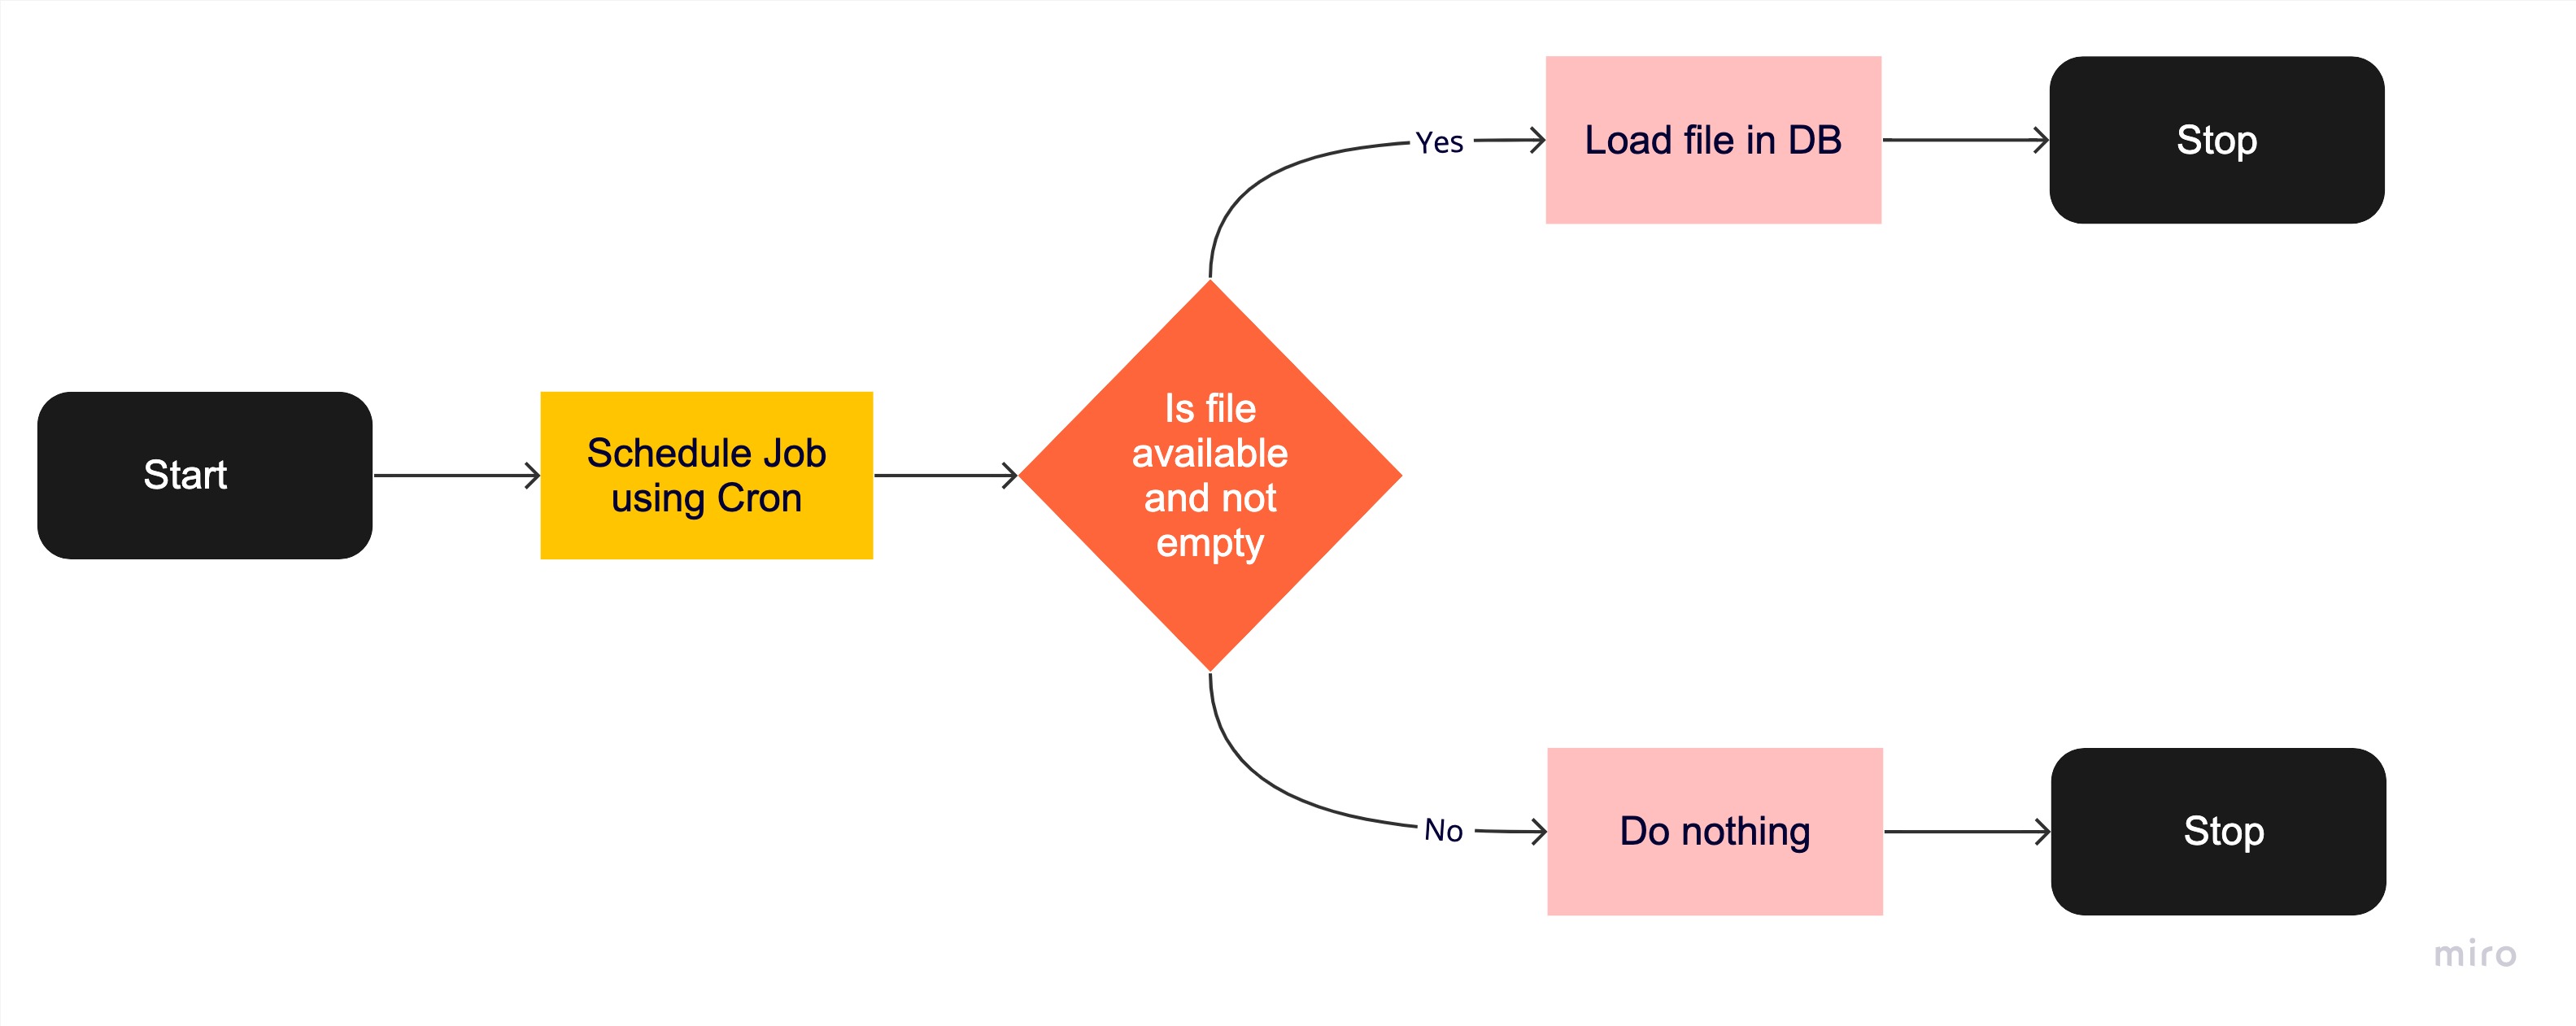 Yes
Load file in DB
Stop
Start
Schedule Job
using Cron
Is file
available
and not
empty
No
Do nothing
Stop
miro